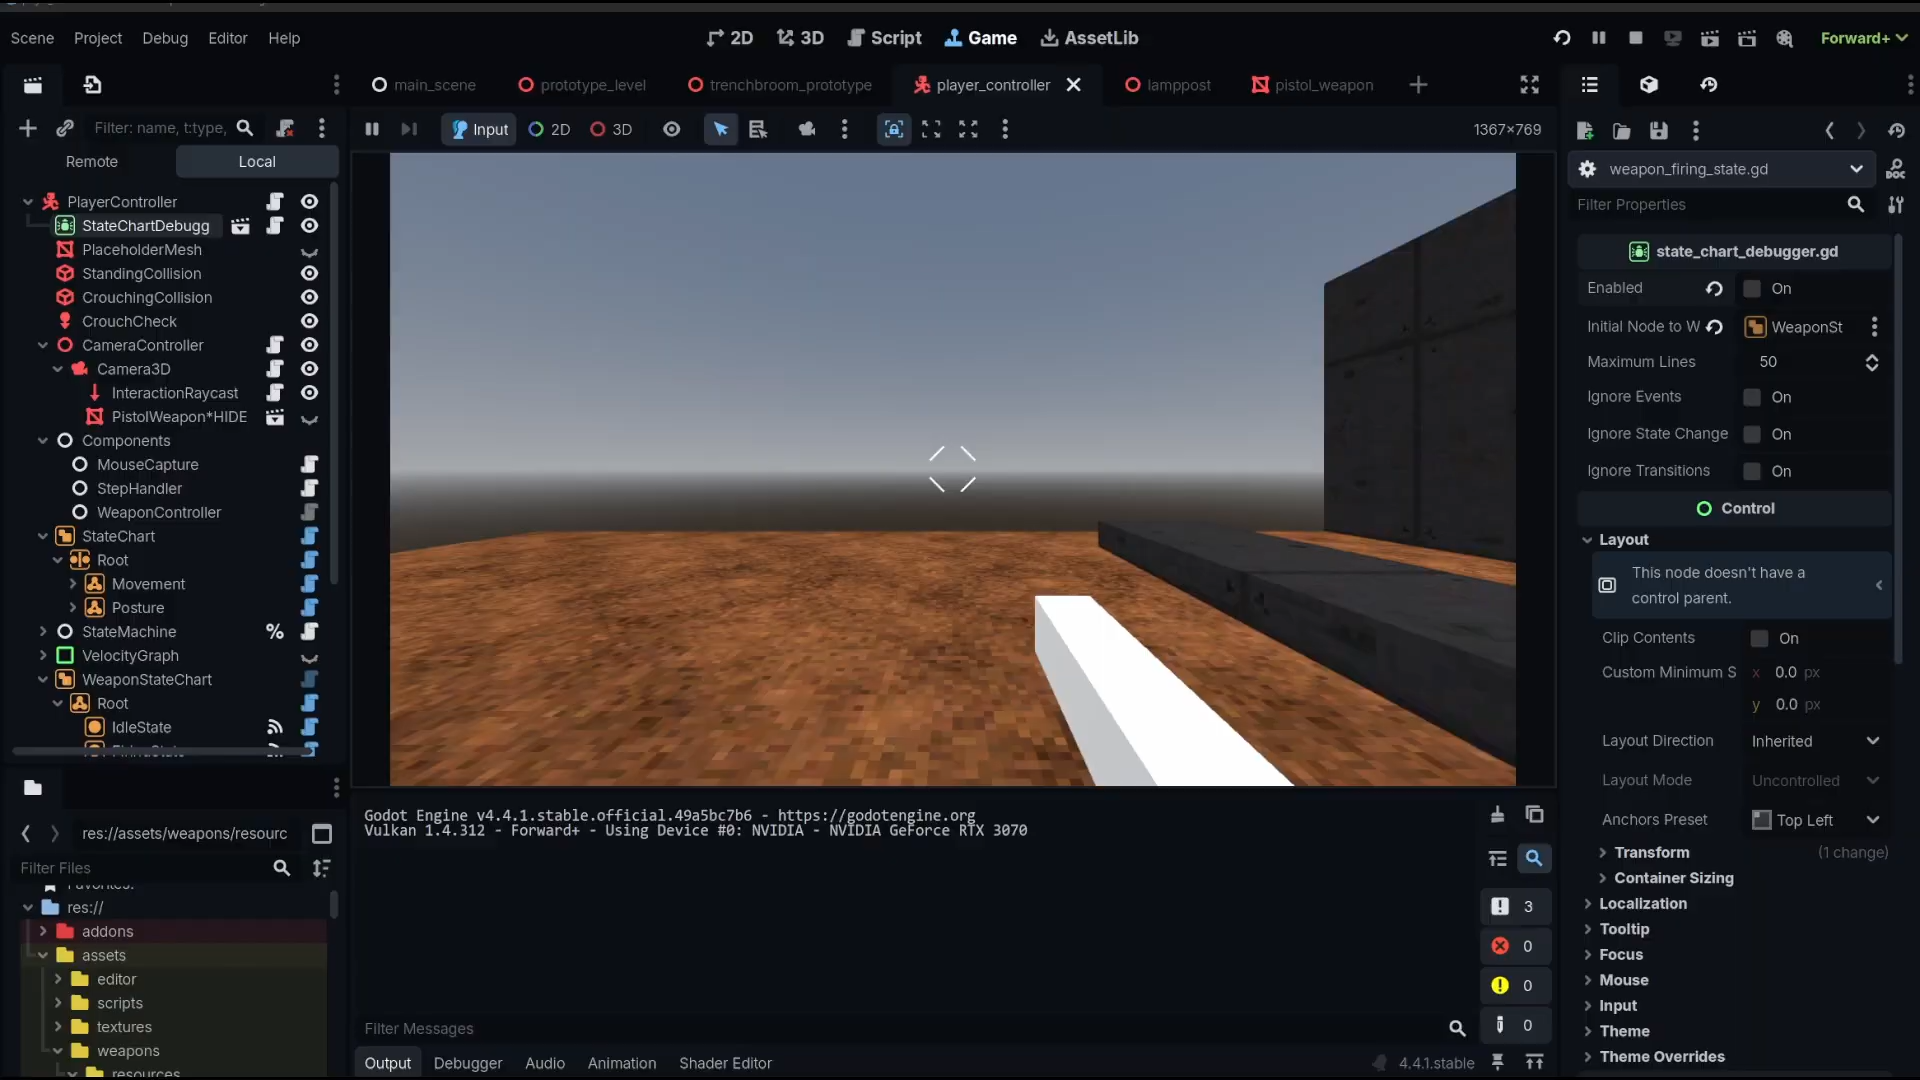 Scene Project Debug Editor Help
2D 3D Script Game AssetLib
Forward+
main_scene prototype_level trenchbroom_prototype player_controller lamppost pistol_weapon
Filter: name, t:type,
Input 2D 3D
1367×769
Remote Local
PlayerController
StateChartDebugg
PlaceholderMesh
StandingCollision
CrouchingCollision
CrouchCheck
CameraController
Camera3D
InteractionRaycast
PistolWeapon*HIDE
Components
MouseCapture
StepHandler
WeaponController
StateChart
Root
Movement
Posture
StateMachine
%
VelocityGraph
WeaponStateChart
Root
IdleState
res://assets/weapons/resourc
Filter Files
Favorites:
res://
addons
assets
editor
scripts
textures
weapons
resources
Godot Engine v4.4.1.stable.official.49a5bc7b6 - https://godotengine.org
Vulkan 1.4.312 - Forward+ - Using Device #0: NVIDIA - NVIDIA GeForce RTX 3070
3
0
0
0
Filter Messages
Output Debugger Audio Animation Shader Editor
4.4.1.stable
weapon_firing_state.gd
DOC
Filter Properties
state_chart_debugger.gd
Enabled On
Initial Node to W WeaponSt
Maximum Lines 50
Ignore Events On
Ignore State Change On
Ignore Transitions On
Control
Layout
This node doesn't have a
control parent.
Clip Contents On
Custom Minimum S x 0.0 px
y 0.0 px
Layout Direction Inherited
Layout Mode Uncontrolled
Anchors Preset Top Left
Transform (1 change)
Container Sizing
Localization
Tooltip
Focus
Mouse
Input
Theme
Theme Overrides